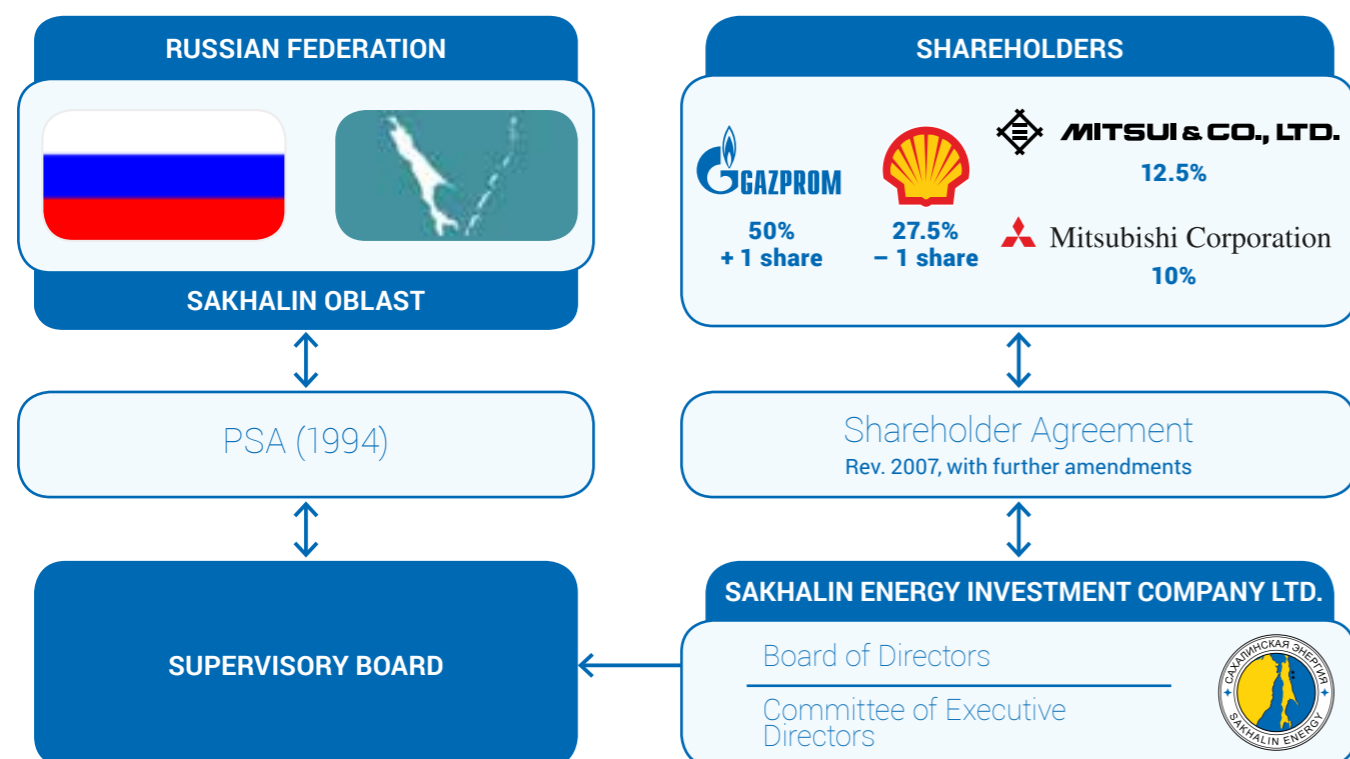 RUSSIAN FEDERATION
SAKHALIN OBLAST
PSA (1994)
SUPERVISORY BOARD
SHAREHOLDERS
GAZPROM
50%
+ 1 share
27.5%
– 1 share
MITSUI & CO., LTD.
12.5%
Mitsubishi Corporation
10%
Shareholder Agreement
Rev. 2007, with further amendments
SAKHALIN ENERGY INVESTMENT COMPANY LTD.
Board of Directors
Committee of Executive
Directors
САХАЛИНСКАЯ ЭНЕРГИЯ
SAKHALIN ENERGY